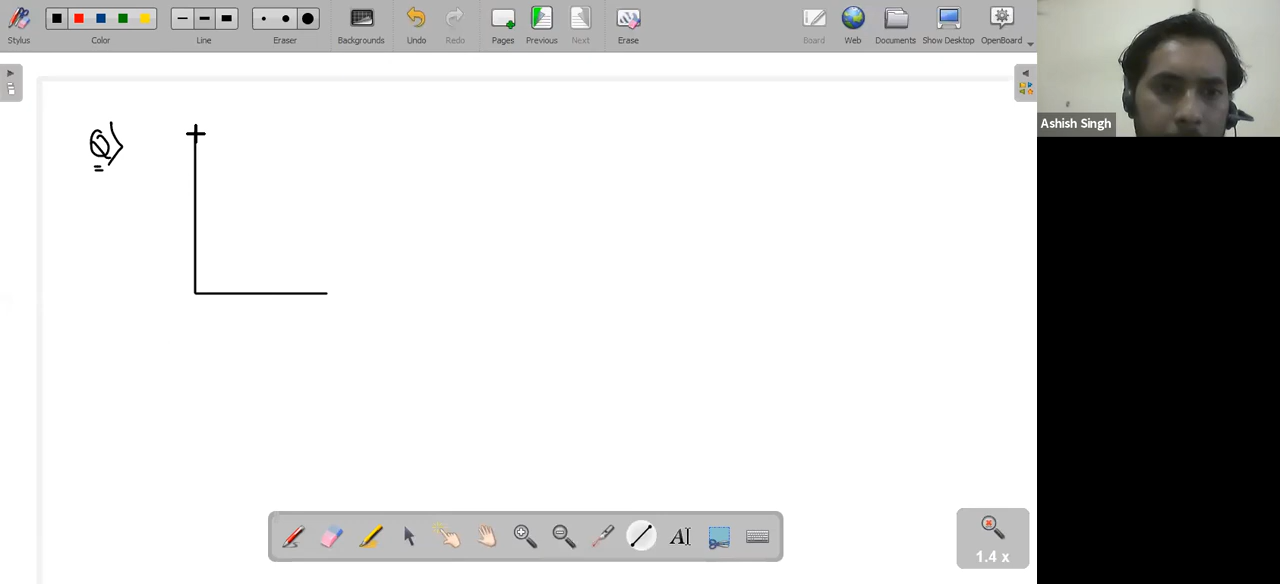 Stylus Color Line Eraser Backgrounds Undo Redo Pages Previous Next Erase Board Web Documents Show Desktop OpenBoard
Ashish Singh
Q>
1.4 x